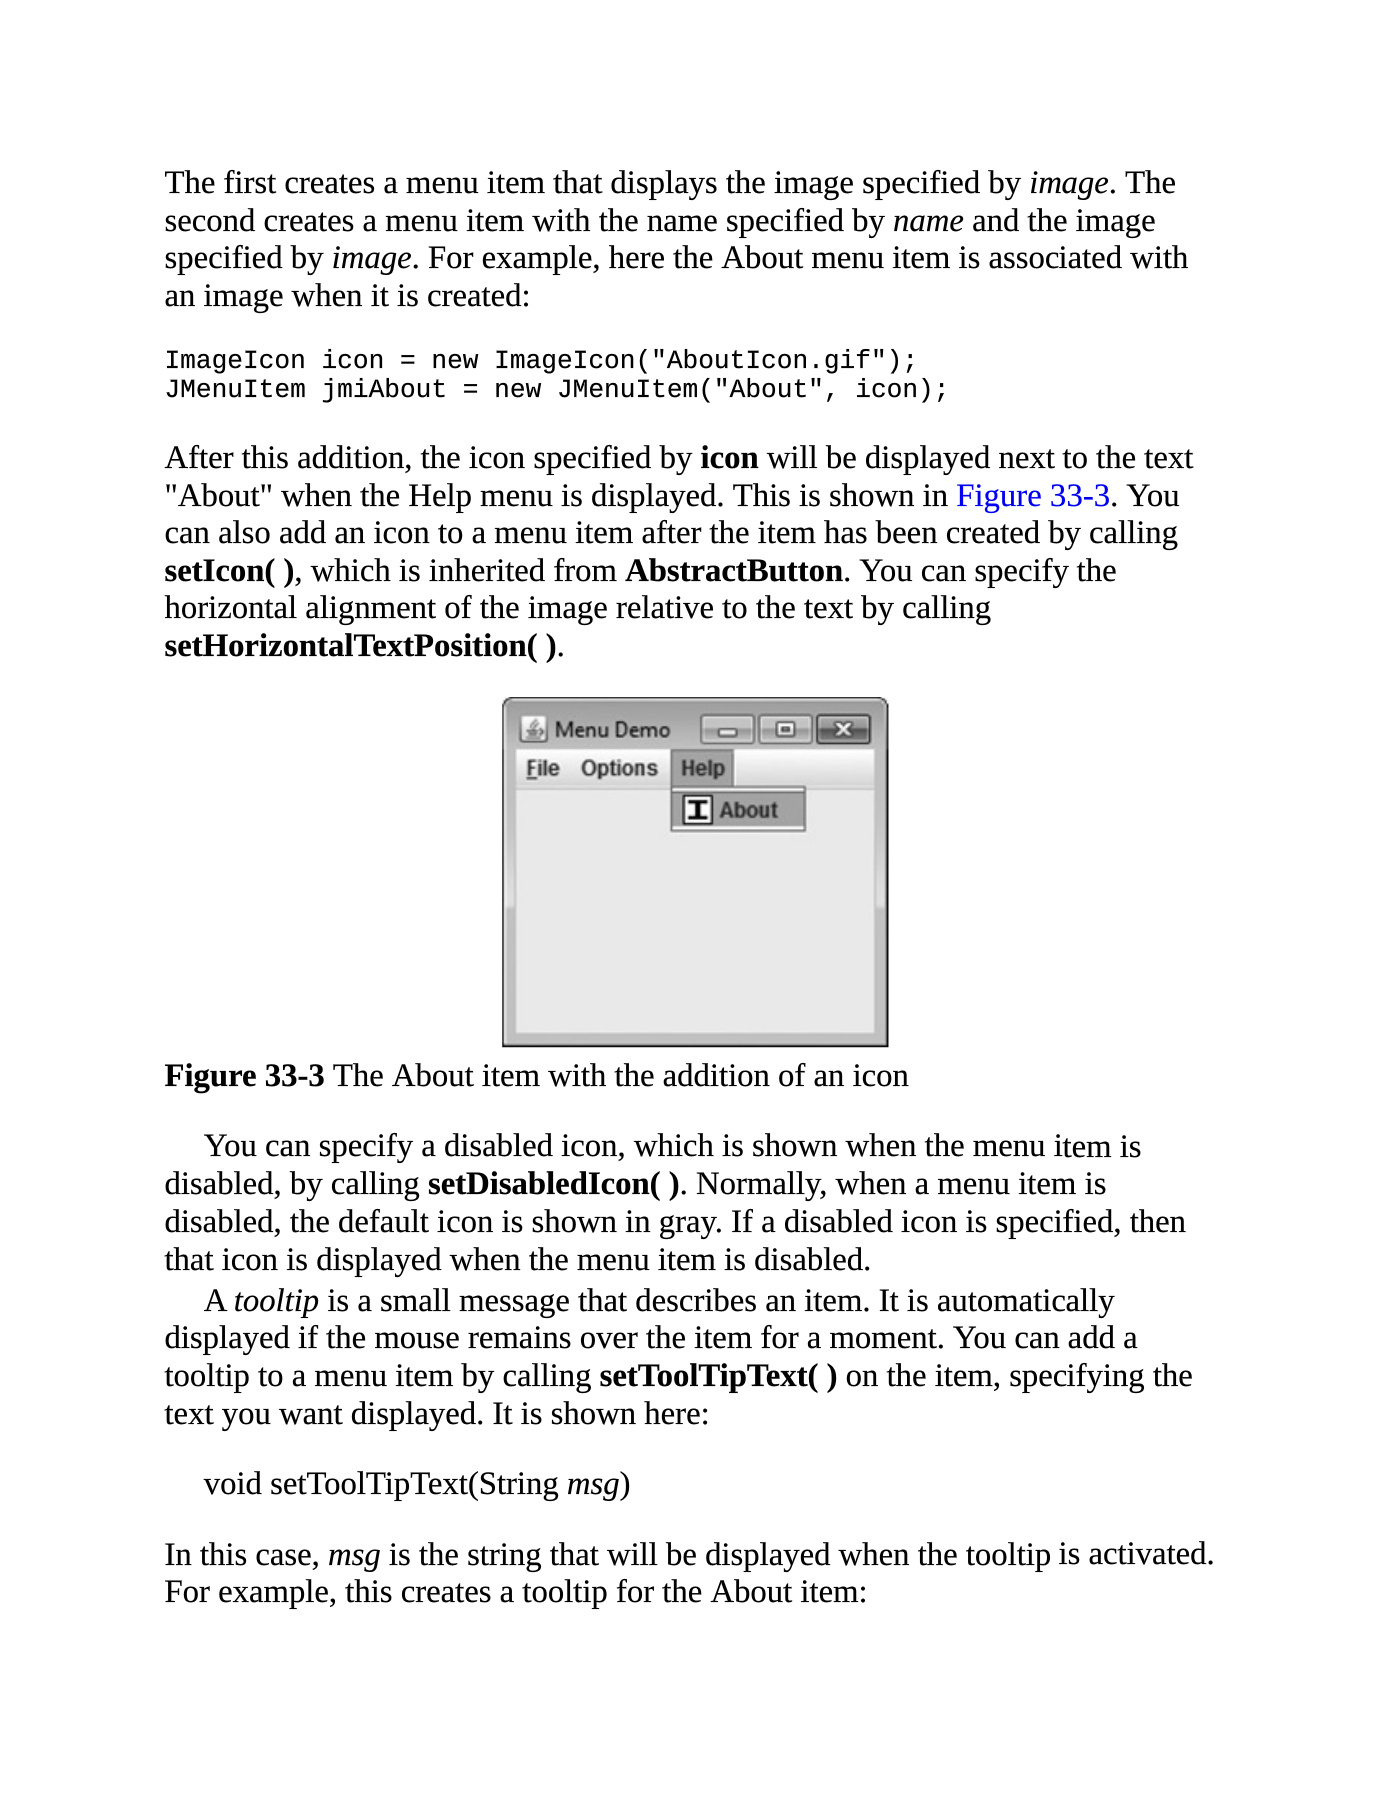 The first creates a menu item that displays the image specified by image. The
second creates a menu item with the name specified by name and the image
specified by image. For example, here the About menu item is associated with
an image when it is created:
ImageIcon icon = new ImageIcon("AboutIcon.gif");
JMenuItem jmiAbout = new JMenuItem("About", icon);
After this addition, the icon specified by icon will be displayed next to the text
"About" when the Help menu is displayed. This is shown in Figure 33-3. You
can also add an icon to a menu item after the item has been created by calling
setIcon( ), which is inherited from AbstractButton. You can specify the
horizontal alignment of the image relative to the text by calling
setHorizontalTextPosition( ).
Menu Demo
File Options Help
I About
Figure 33-3 The About item with the addition of an icon
You can specify a disabled icon, which is shown when the menu item is
disabled, by calling setDisabledIcon( ). Normally, when a menu item is
disabled, the default icon is shown in gray. If a disabled icon is specified, then
that icon is displayed when the menu item is disabled.
A tooltip is a small message that describes an item. It is automatically
displayed if the mouse remains over the item for a moment. You can add a
tooltip to a menu item by calling setToolTipText( ) on the item, specifying the
text you want displayed. It is shown here:
void setToolTipText(String msg)
In this case, msg is the string that will be displayed when the tooltip is activated.
For example, this creates a tooltip for the About item: